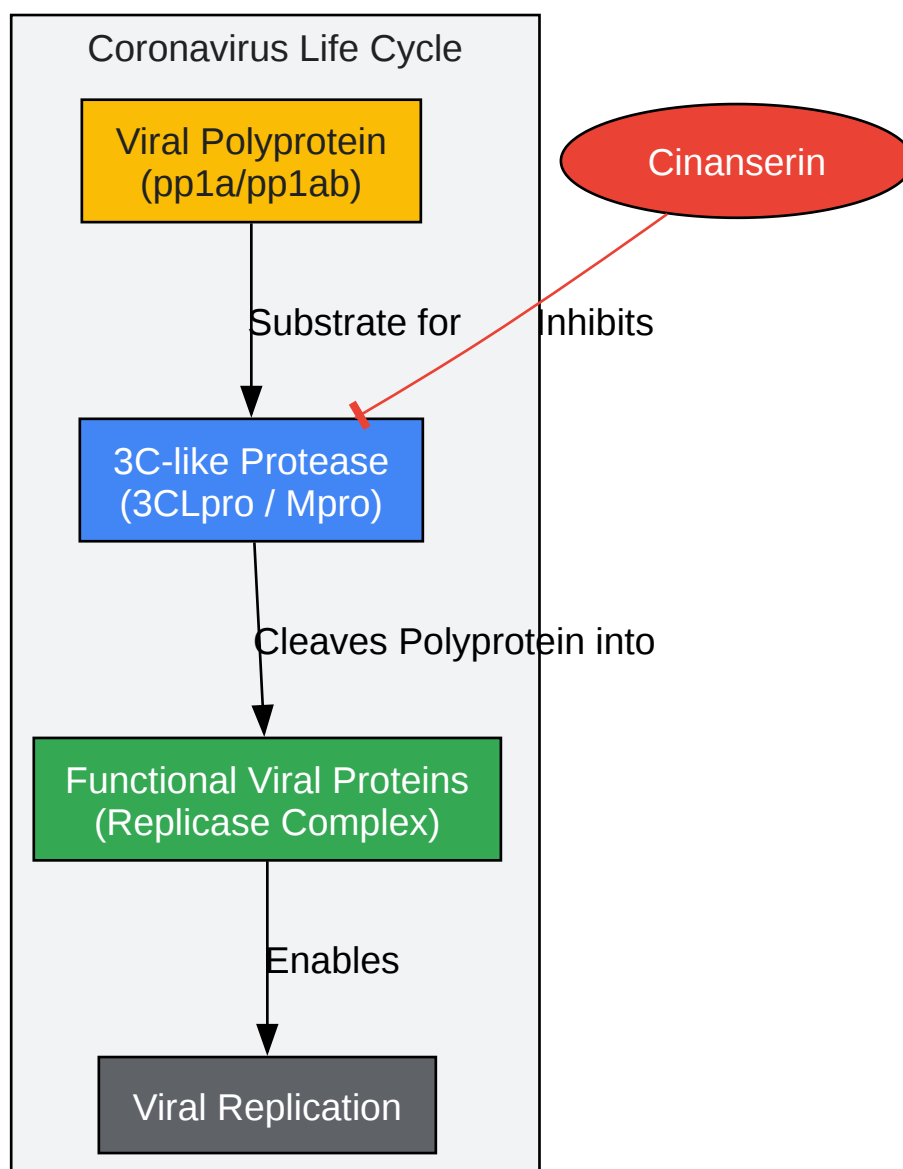 Coronavirus Life Cycle
Viral Polyprotein
(pp1a/pp1ab)
Cinanserin
Substrate for
Inhibits
3C-like Protease
(3CLpro / Mpro)
Cleaves Polyprotein into
Functional Viral Proteins
(Replicase Complex)
Enables
Viral Replication